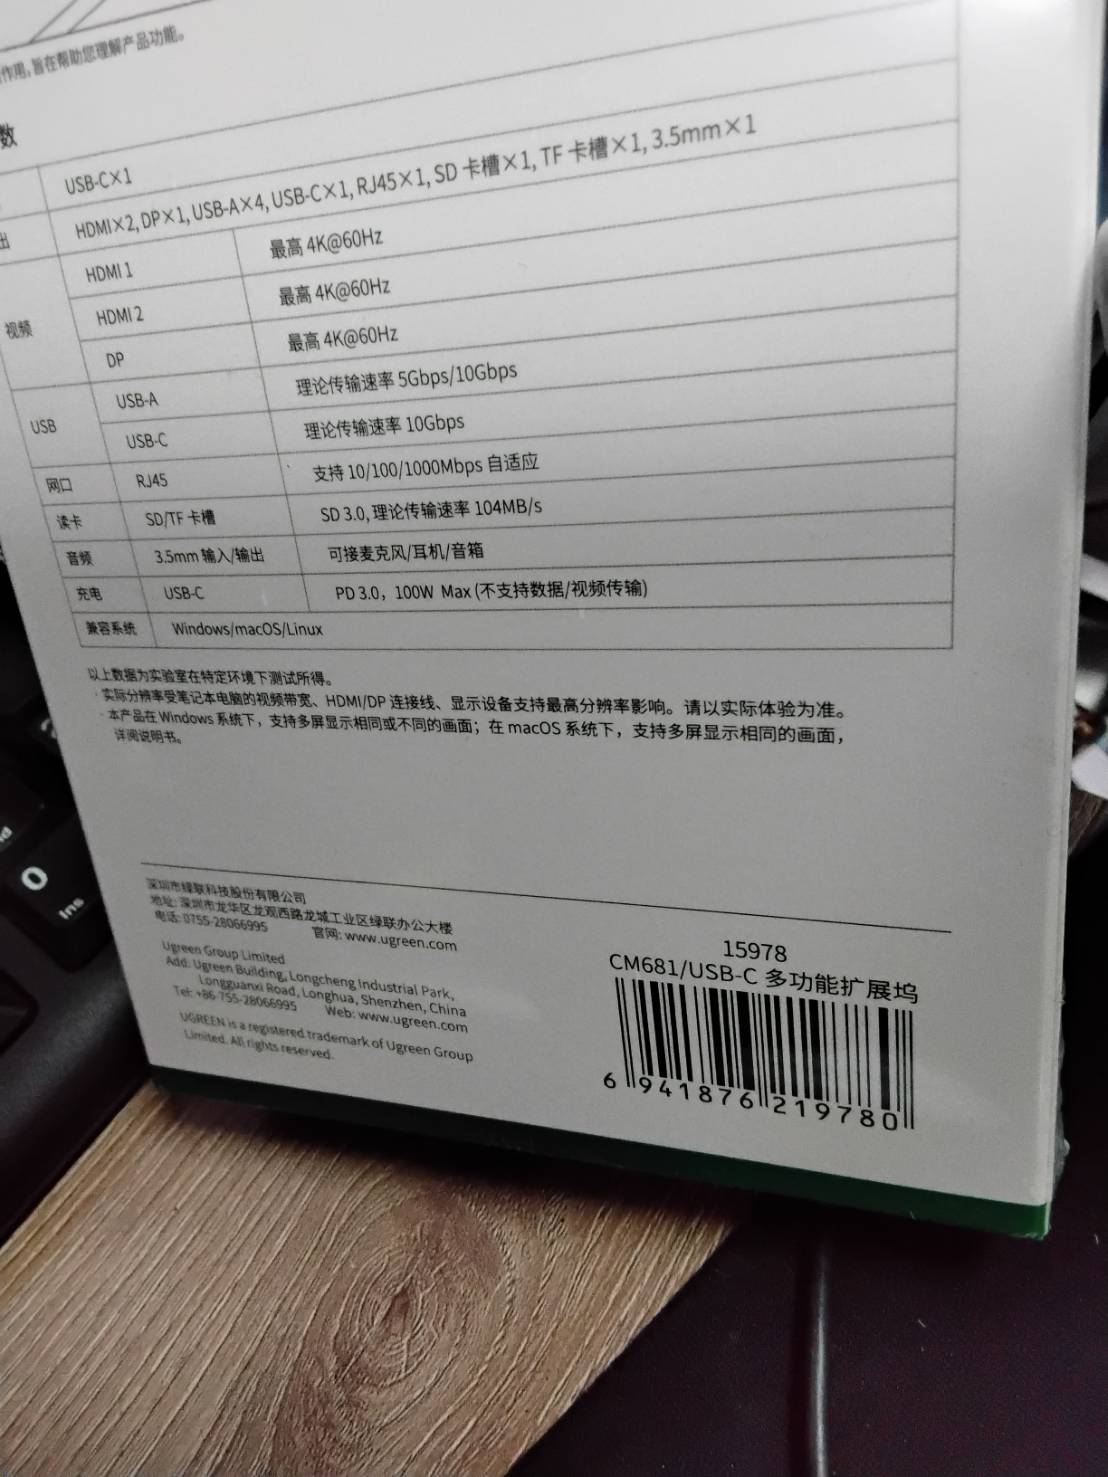 作用,旨在帮助您理解产品功能。
数
USB-C×1
出 HDMI×2, DP×1, USB-A×4, USB-C×1, RJ45×1, SD 卡槽×1, TF 卡槽×1, 3.5mm×1
视频 HDMI 1 最高 4K@60Hz
HDMI 2 最高 4K@60Hz
DP 最高 4K@60Hz
USB USB-A 理论传输速率 5Gbps/10Gbps
USB-C 理论传输速率 10Gbps
网口 RJ45 支持 10/100/1000Mbps 自适应
读卡 SD/TF 卡槽 SD 3.0, 理论传输速率 104MB/s
音频 3.5mm 输入/输出 可接麦克风/耳机/音箱
充电 USB-C PD 3.0，100W Max (不支持数据/视频传输)
兼容系统 Windows/macOS/Linux
以上数据为实验室在特定环境下测试所得。
·实际分辨率受笔记本电脑的视频带宽、HDMI/DP 连接线、显示设备支持最高分辨率影响。请以实际体验为准。
·本产品在 Windows 系统下，支持多屏显示相同或不同的画面；在 macOS 系统下，支持多屏显示相同的画面，
详阅说明书。
深圳市绿联科技股份有限公司
地址: 深圳市龙华区龙观西路龙城工业区绿联办公大楼
电话: 0755-28066995 官网: www.ugreen.com
Ugreen Group Limited
Add: Ugreen Building, Longcheng Industrial Park,
Longguanxi Road, Longhua, Shenzhen, China
Tel: +86-755-28066995 Web: www.ugreen.com
UGREEN is a registered trademark of Ugreen Group
Limited. All rights reserved.
15978
CM681/USB-C 多功能扩展坞
6 941876 219780
0
Ins